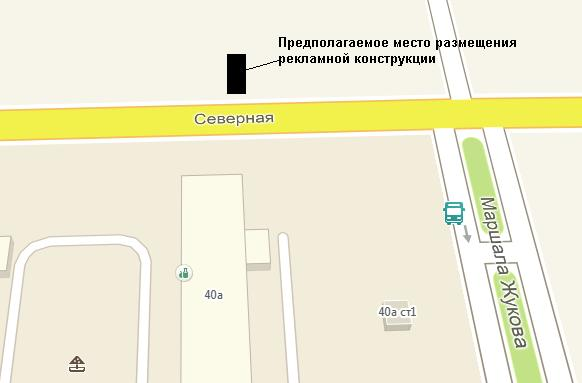 Предполагаемое место размещения
рекламной конструкции
Северная
Маршала Жукова
40а
40а ст1